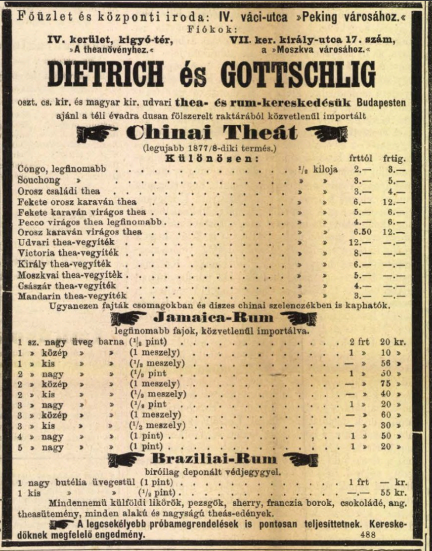 Főüzlet és központi iroda: IV. váci-utca »Peking városához.«
Fiókok:
IV. kerület, kigyó-tér, VII. ker. király-utca 17. szám,
»A theanövényhez.« a »Moszkva városához.«
DIETRICH és GOTTSCHLIG
oszt. cs. kir. és magyar kir. udvari thea- és rum-kereskedésük Budapesten
ajánl a téli évadra dusan fölszerelt raktárából közvetlenül importált
Chinai Theát
(legujabb 1877/8-diki termés.)
Különösen: frttól frtig.
Congo, legfinomabb ½ kiloja 2.— 3.—
Souchong » » » 3.— 5.—
Orosz családi thea » » 3.— 4.—
Fekete orosz karaván thea » » 6.— 12.—
Fekete karaván virágos thea » » 5.— 6.—
Pecco virágos thea legfinomabb » » 4.— 6.—
Orosz karaván virágos thea » » 6.50 12.—
Udvari thea-vegyiték » » 12.— —.—
Victoria thea-vegyiték » » 8.— —.—
Király thea-vegyiték » » 6.— —.—
Moszkvai thea-vegyiték » » 5.— —.—
Császár thea-vegyiték » » 4.— —.—
Mandarin thea-vegyiték » » 3.— —.—
Ugyanezen fajták csomagokban és diszes chinai szelenczékben is kaphatók.
Jamaica-Rum
legfinomabb fajok, közvetlenül importálva.
1 sz. nagy üveg barna (½ pint) 2 frt 20 kr.
1 » közép » » (1 meszely) 1 » 10 »
1 » kis » » (½ meszely) — » 56 »
2 » nagy » » (½ pint) 1 » 50 »
2 » közép » » (1 meszely) — » 75 »
2 » kis » » (½ meszely) — » 40 »
3 » nagy » » (½ pint 1 » 20 »
3 » közép » » (1 meszely) — » 60 »
3 » kis » » (½ meszely) — » 30 »
4 » nagy » » (1 pint) 1 » 50 »
5 » nagy » » (1 pint) 1 » 20 »
Braziliai-Rum
biróilag deponált védjegygyel.
1 nagy butélia üvegestül (1 pint) 1 frt — kr.
1 kis » » (½ pint) —.— 55 kr.
Mindennemü külföldi likörök, pezsgők, sherry, franczia borok, csokoládé, ang.
theasütemény, minden alakú és nagyságú theás-edények.
A legcsekélyebb próbamegrendelések is pontosan teljesittetnek. Kereske-
dőknek megfelelő engedmény. 488